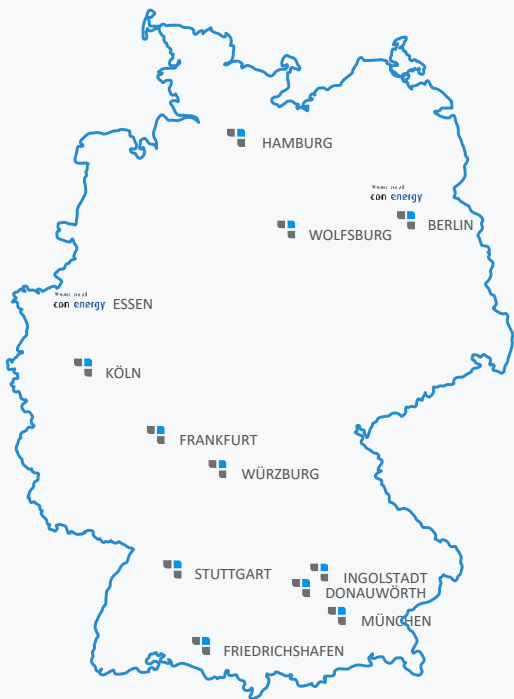 HAMBURG
con energy
BERLIN
WOLFSBURG
con energy ESSEN
KÖLN
FRANKFURT
WÜRZBURG
STUTTGART
INGOLSTADT
DONAUWÖRTH
MÜNCHEN
FRIEDRICHSHAFEN